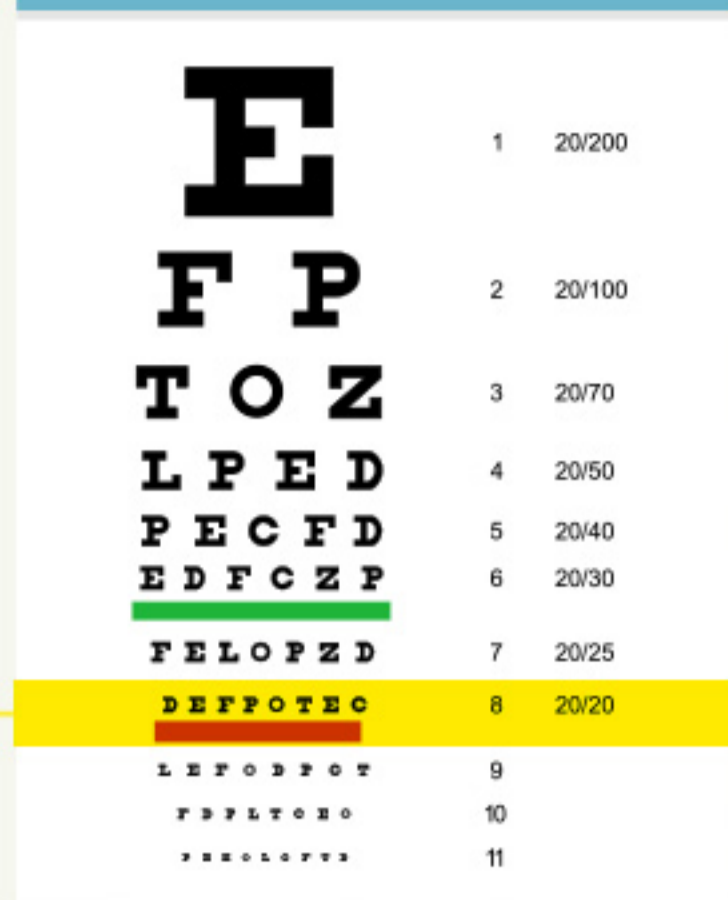 E 1 20/200
F P 2 20/100
T O Z 3 20/70
L P E D 4 20/50
P E C F D 5 20/40
E D F C Z P 6 20/30
F E L O P Z D 7 20/25
D E F P O T E C 8 20/20
L E F O D P C T 9
F D P L T C E O 10
11